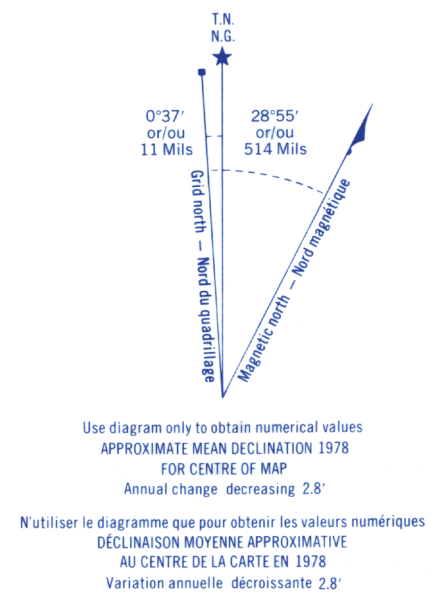 T.N.
N.G.
0°37′
or/ou
11 Mils
28°55′
or/ou
514 Mils
Grid north — Nord du quadrillage
Magnetic north — Nord magnétique
Use diagram only to obtain numerical values
APPROXIMATE MEAN DECLINATION 1978
FOR CENTRE OF MAP
Annual change decreasing 2.8′
N'utiliser le diagramme que pour obtenir les valeurs numériques
DÉCLINAISON MOYENNE APPROXIMATIVE
AU CENTRE DE LA CARTE EN 1978
Variation annuelle décroissante 2.8′